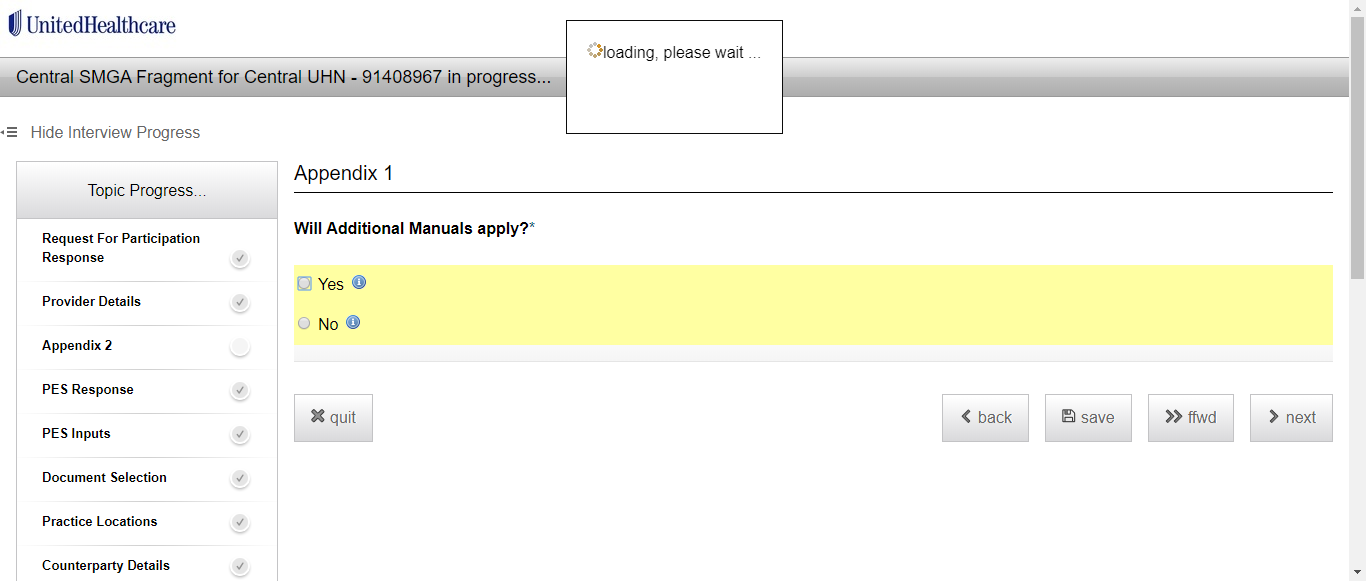 UnitedHealthcare
loading, please wait ...
Central SMGA Fragment for Central UHN - 91408967 in progress...
Hide Interview Progress
Topic Progress...
Request For Participation
Response
Provider Details
Appendix 2
PES Response
PES Inputs
Document Selection
Practice Locations
Counterparty Details
Appendix 1
Will Additional Manuals apply?*
Yes
No
quit
back
save
ffwd
next